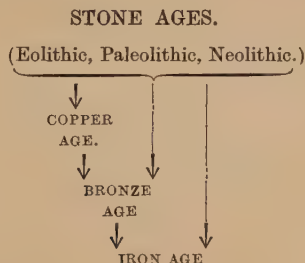 STONE AGES.
(Eolithic, Paleolithic, Neolithic.)
COPPER
AGE.
BRONZE
AGE
IRON AGE